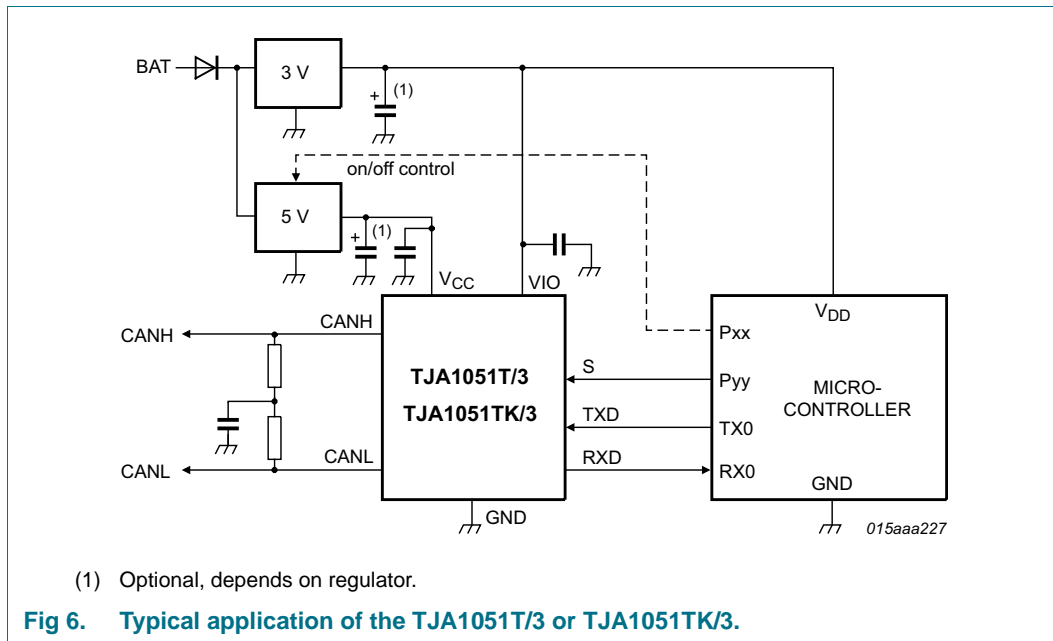 BAT
3 V
(1)
+
on/off control
5 V
(1)
+
VCC
VIO
VDD
CANH
CANH
Pxx
TJA1051T/3
TJA1051TK/3
S
Pyy
MICRO-
CONTROLLER
TXD
TX0
CANL
CANL
RXD
RX0
GND
GND
015aaa227
(1) Optional, depends on regulator.
Fig 6. Typical application of the TJA1051T/3 or TJA1051TK/3.